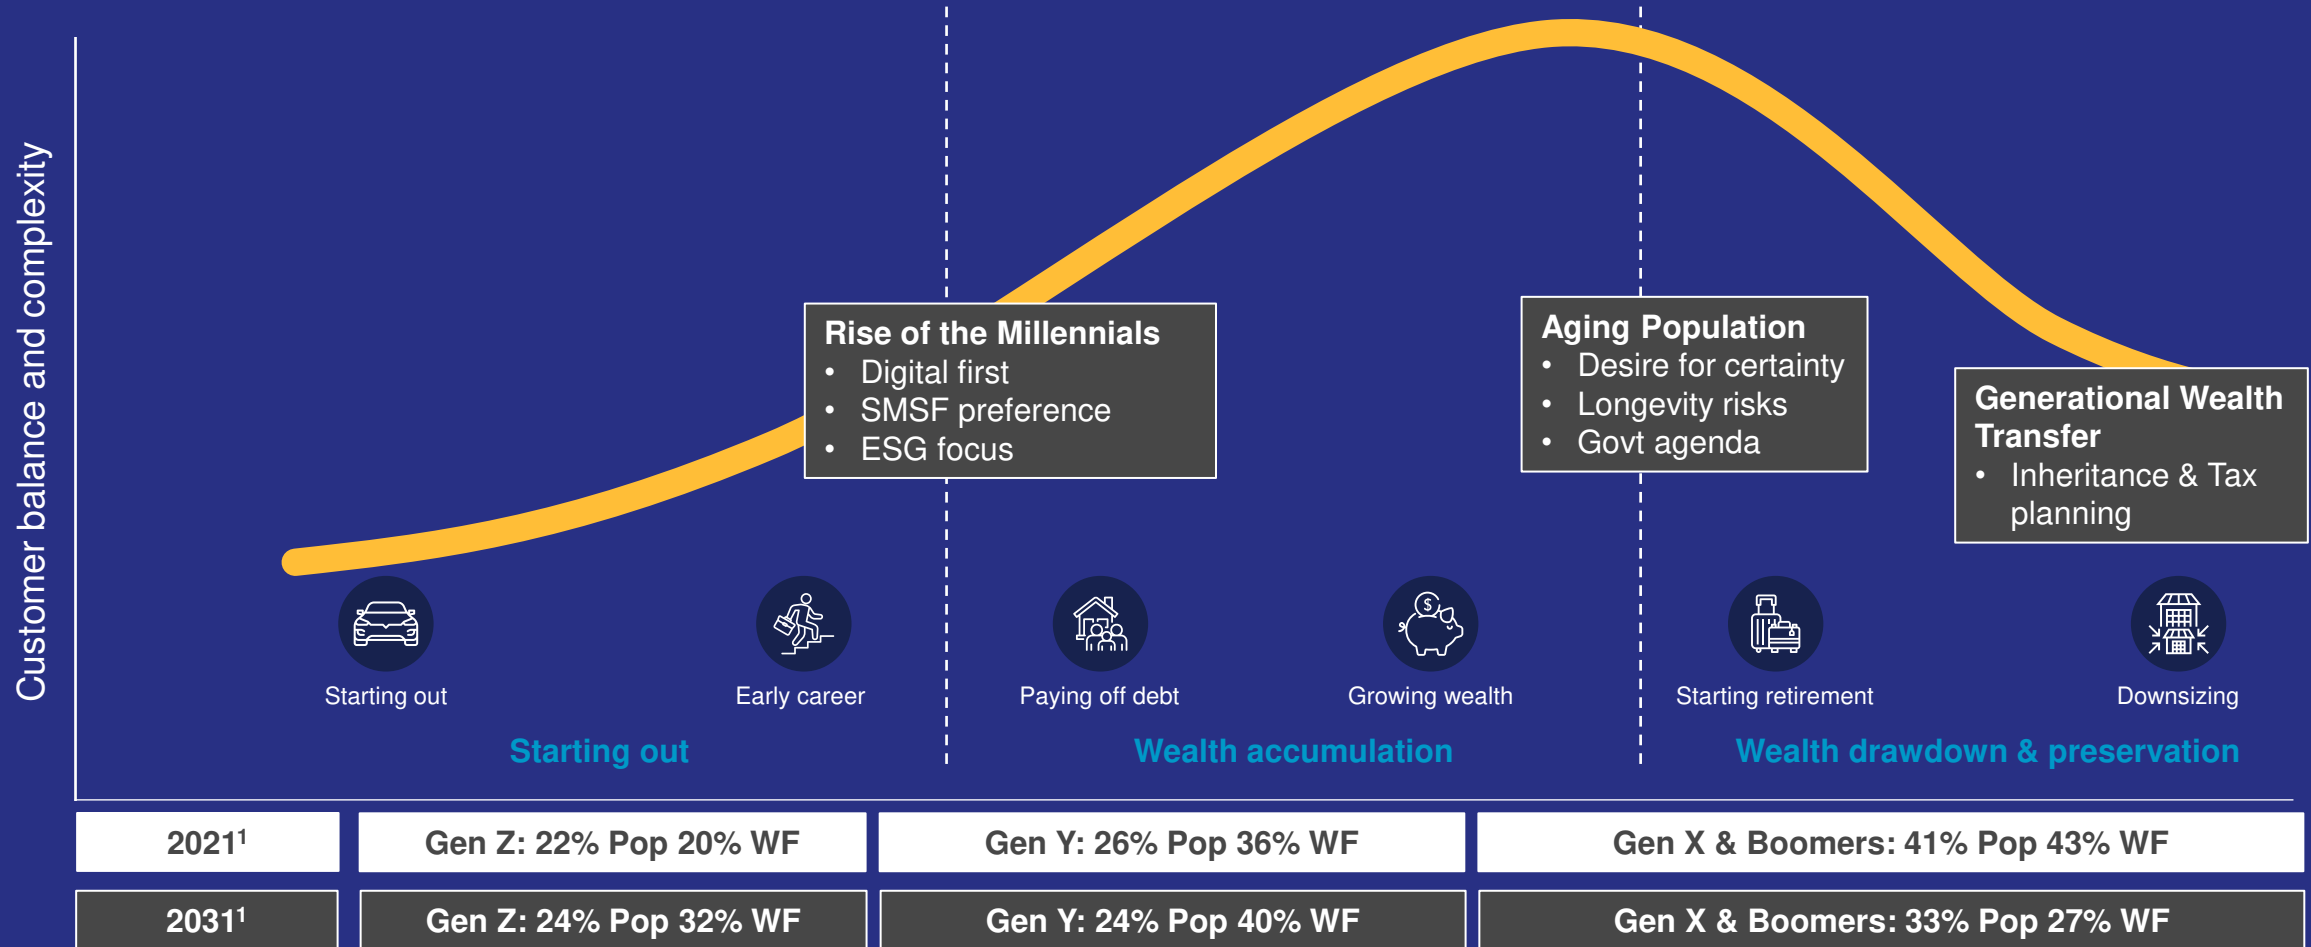 Customer balance and complexity
Rise of the Millennials
• Digital first
• SMSF preference
• ESG focus
Aging Population
• Desire for certainty
• Longevity risks
• Govt agenda
Generational Wealth
Transfer
• Inheritance & Tax
planning
$
Starting out
Early career
Paying off debt
Growing wealth
Starting retirement
Downsizing
Starting out
Wealth accumulation
Wealth drawdown & preservation
2021¹
Gen Z: 22% Pop 20% WF
Gen Y: 26% Pop 36% WF
Gen X & Boomers: 41% Pop 43% WF
2031¹
Gen Z: 24% Pop 32% WF
Gen Y: 24% Pop 40% WF
Gen X & Boomers: 33% Pop 27% WF